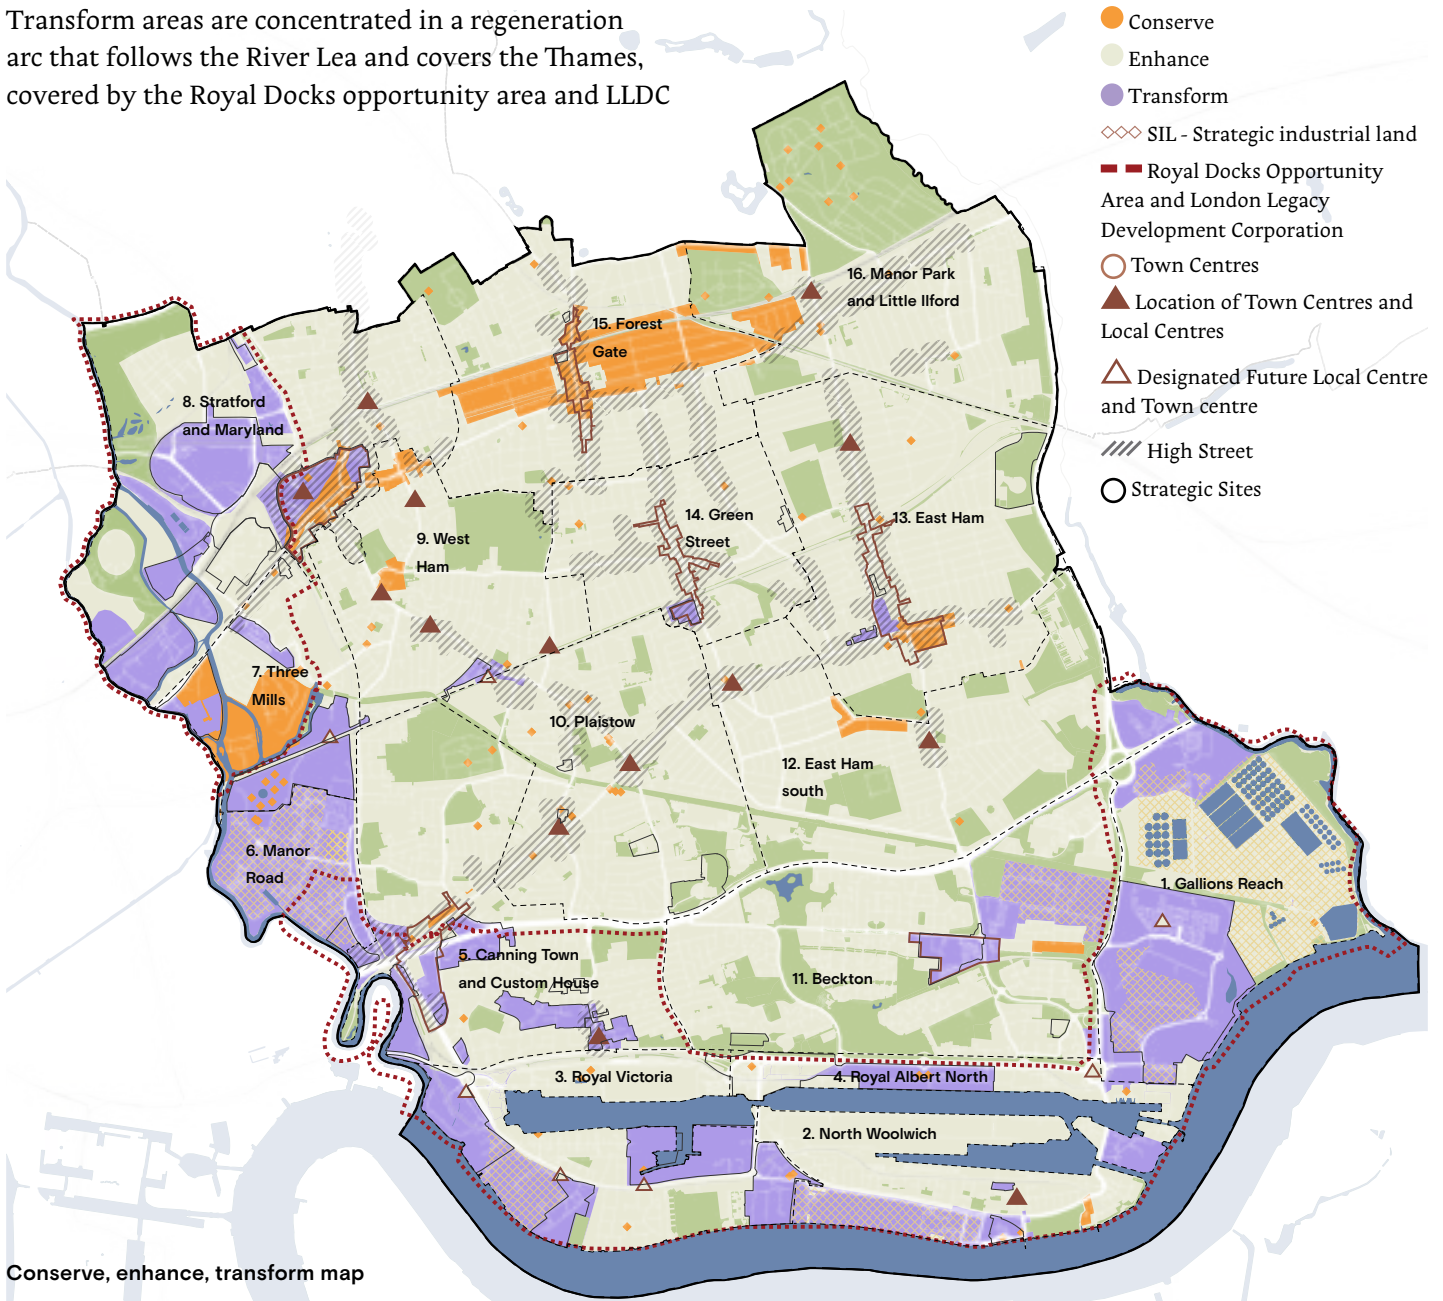 Transform areas are concentrated in a regeneration
arc that follows the River Lea and covers the Thames,
covered by the Royal Docks opportunity area and LLDC
Conserve
Enhance
Transform
SIL - Strategic industrial land
Royal Docks Opportunity
Area and London Legacy
Development Corporation
Town Centres
Location of Town Centres and
Local Centres
Designated Future Local Centre
and Town centre
High Street
Strategic Sites
16. Manor Park
and Little Ilford
15. Forest
Gate
8. Stratford
and Maryland
14. Green
Street
13. East Ham
9. West
Ham
7. Three
Mills
10. Plaistow
12. East Ham
south
6. Manor
Road
1. Gallions Reach
5. Canning Town
and Custom House
11. Beckton
3. Royal Victoria
4. Royal Albert North
2. North Woolwich
Conserve, enhance, transform map